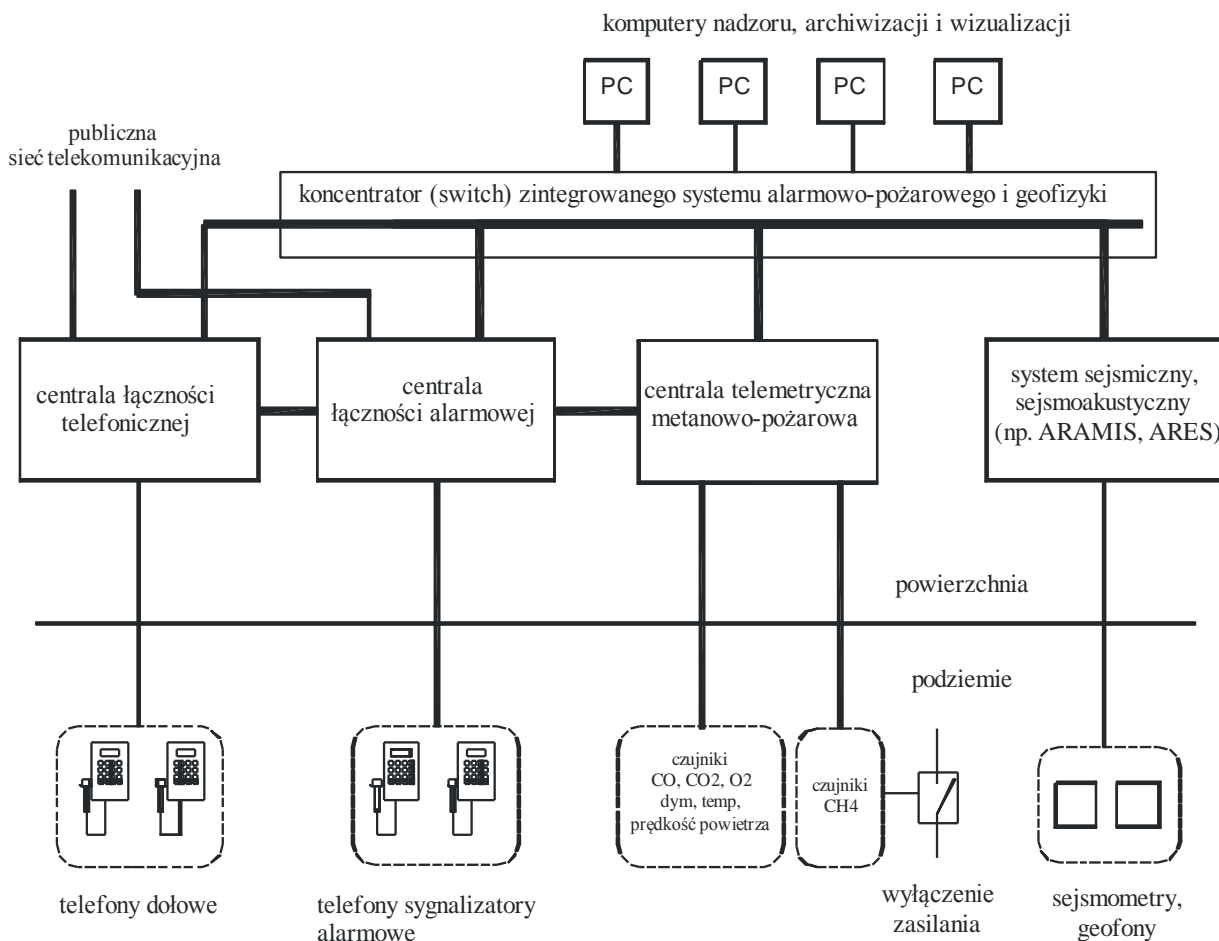 komputery nadzoru, archiwizacji i wizualizacji
PC
PC
PC
PC
publiczna
sieć telekomunikacyjna
koncentrator (switch) zintegrowanego systemu alarmowo-pożarowego i geofizyki
centrala łączności
telefonicznej
centrala
łączności alarmowej
centrala telemetryczna
metanowo-pożarowa
system sejsmiczny,
sejsmoakustyczny
(np. ARAMIS, ARES)
powierzchnia
podziemie
czujniki
CO, CO2, O2
dym, temp,
prędkość powietrza
czujniki
CH4
telefony dołowe
telefony sygnalizatory
alarmowe
wyłączenie
zasilania
sejsmometry,
geofony